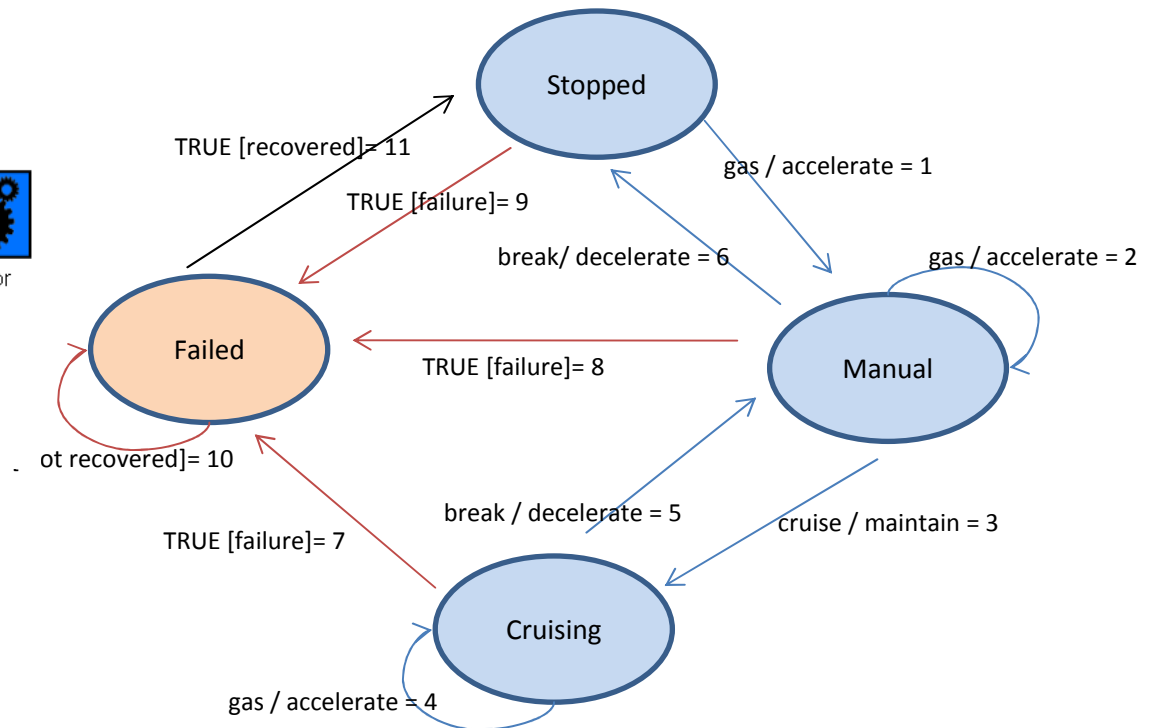 Stopped
TRUE [recovered]= 11
gas / accelerate = 1
TRUE [failure]= 9
break/ decelerate = 6
gas / accelerate = 2
or
Failed
TRUE [failure]= 8
Manual
ot recovered]= 10
break / decelerate = 5
cruise / maintain = 3
TRUE [failure]= 7
Cruising
gas / accelerate = 4